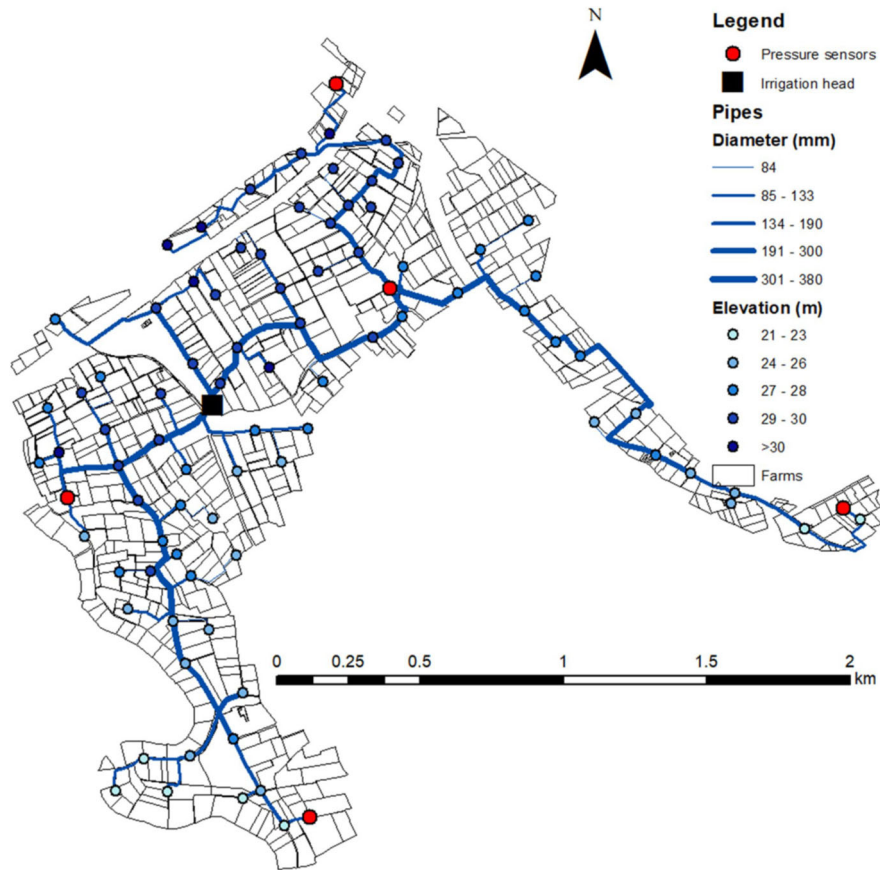 N
Legend
Pressure sensors
Irrigation head
Pipes
Diameter (mm)
84
85 - 133
134 - 190
191 - 300
301 - 380
Elevation (m)
21 - 23
24 - 26
27 - 28
29 - 30
>30
Farms
0 0.25 0.5 1 1.5 2
km